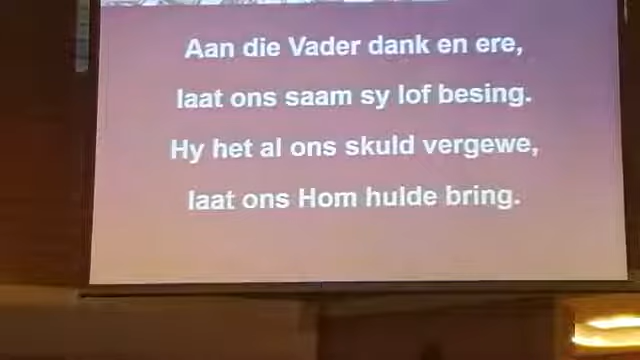 Aan die Vader dank en ere,
laat ons saam sy lof besing.
Hy het al ons skuld vergewe,
laat ons Hom hulde bring.